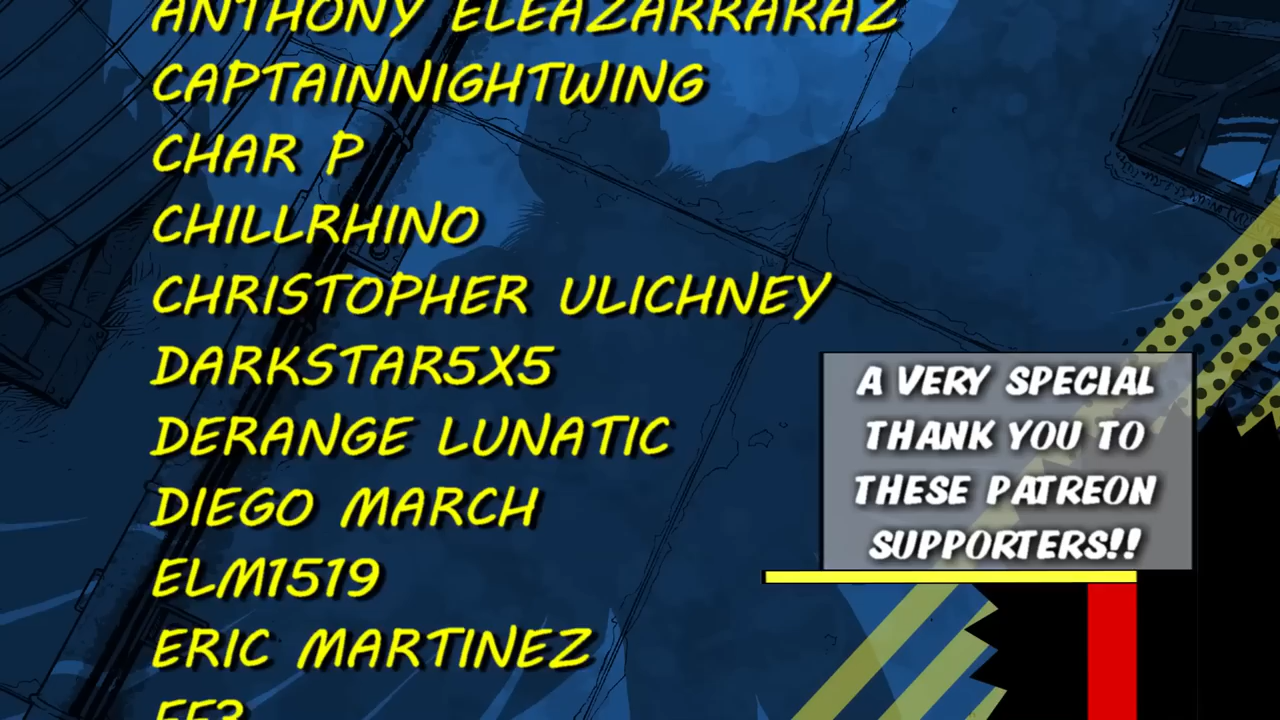 ANTHONY ELEAZARRARAZ
CAPTAINNIGHTWING
CHAR P
CHILLRHINO
CHRISTOPHER ULICHNEY
DARKSTAR5X5
DERANGE LUNATIC
DIEGO MARCH
ELM1519
ERIC MARTINEZ
A VERY SPECIAL
THANK YOU TO
THESE PATREON
SUPPORTERS!!